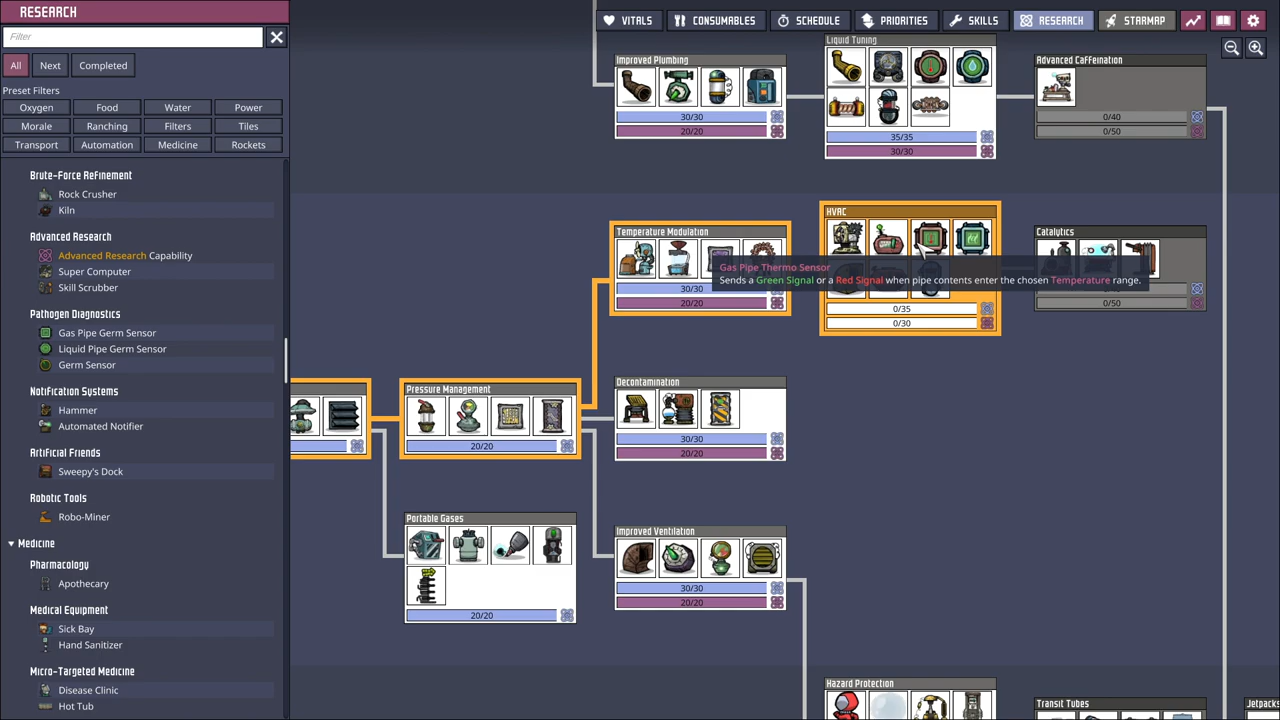 RESEARCH
VITALS
CONSUMABLES
SCHEDULE
PRIORITIES
SKILLS
RESEARCH
STARMAP
Filter
All
Next
Completed
Preset Filters
Oxygen
Food
Water
Power
Morale
Ranching
Filters
Tiles
Transport
Automation
Medicine
Rockets
Brute-Force Refinement
Rock Crusher
Kiln
Advanced Research
Advanced Research Capability
Super Computer
Skill Scrubber
Pathogen Diagnostics
Gas Pipe Germ Sensor
Liquid Pipe Germ Sensor
Germ Sensor
Notification Systems
Hammer
Automated Notifier
Artificial Friends
Sweepy's Dock
Robotic Tools
Robo-Miner
Medicine
Pharmacology
Apothecary
Medical Equipment
Sick Bay
Hand Sanitizer
Micro-Targeted Medicine
Disease Clinic
Hot Tub
Improved Plumbing
30/30
20/20
Liquid Tuning
35/35
30/30
Advanced Caffeination
0/40
0/50
Temperature Modulation
30/30
20/20
HVAC
0/35
0/30
Catalytics
0/50
Gas Pipe Thermo Sensor
Sends a Green Signal or a Red Signal when pipe contents enter the chosen Temperature range.
Pressure Management
20/20
Decontamination
30/30
20/20
Portable Gases
20/20
Improved Ventilation
30/30
20/20
Hazard Protection
Transit Tubes
Jetpacks